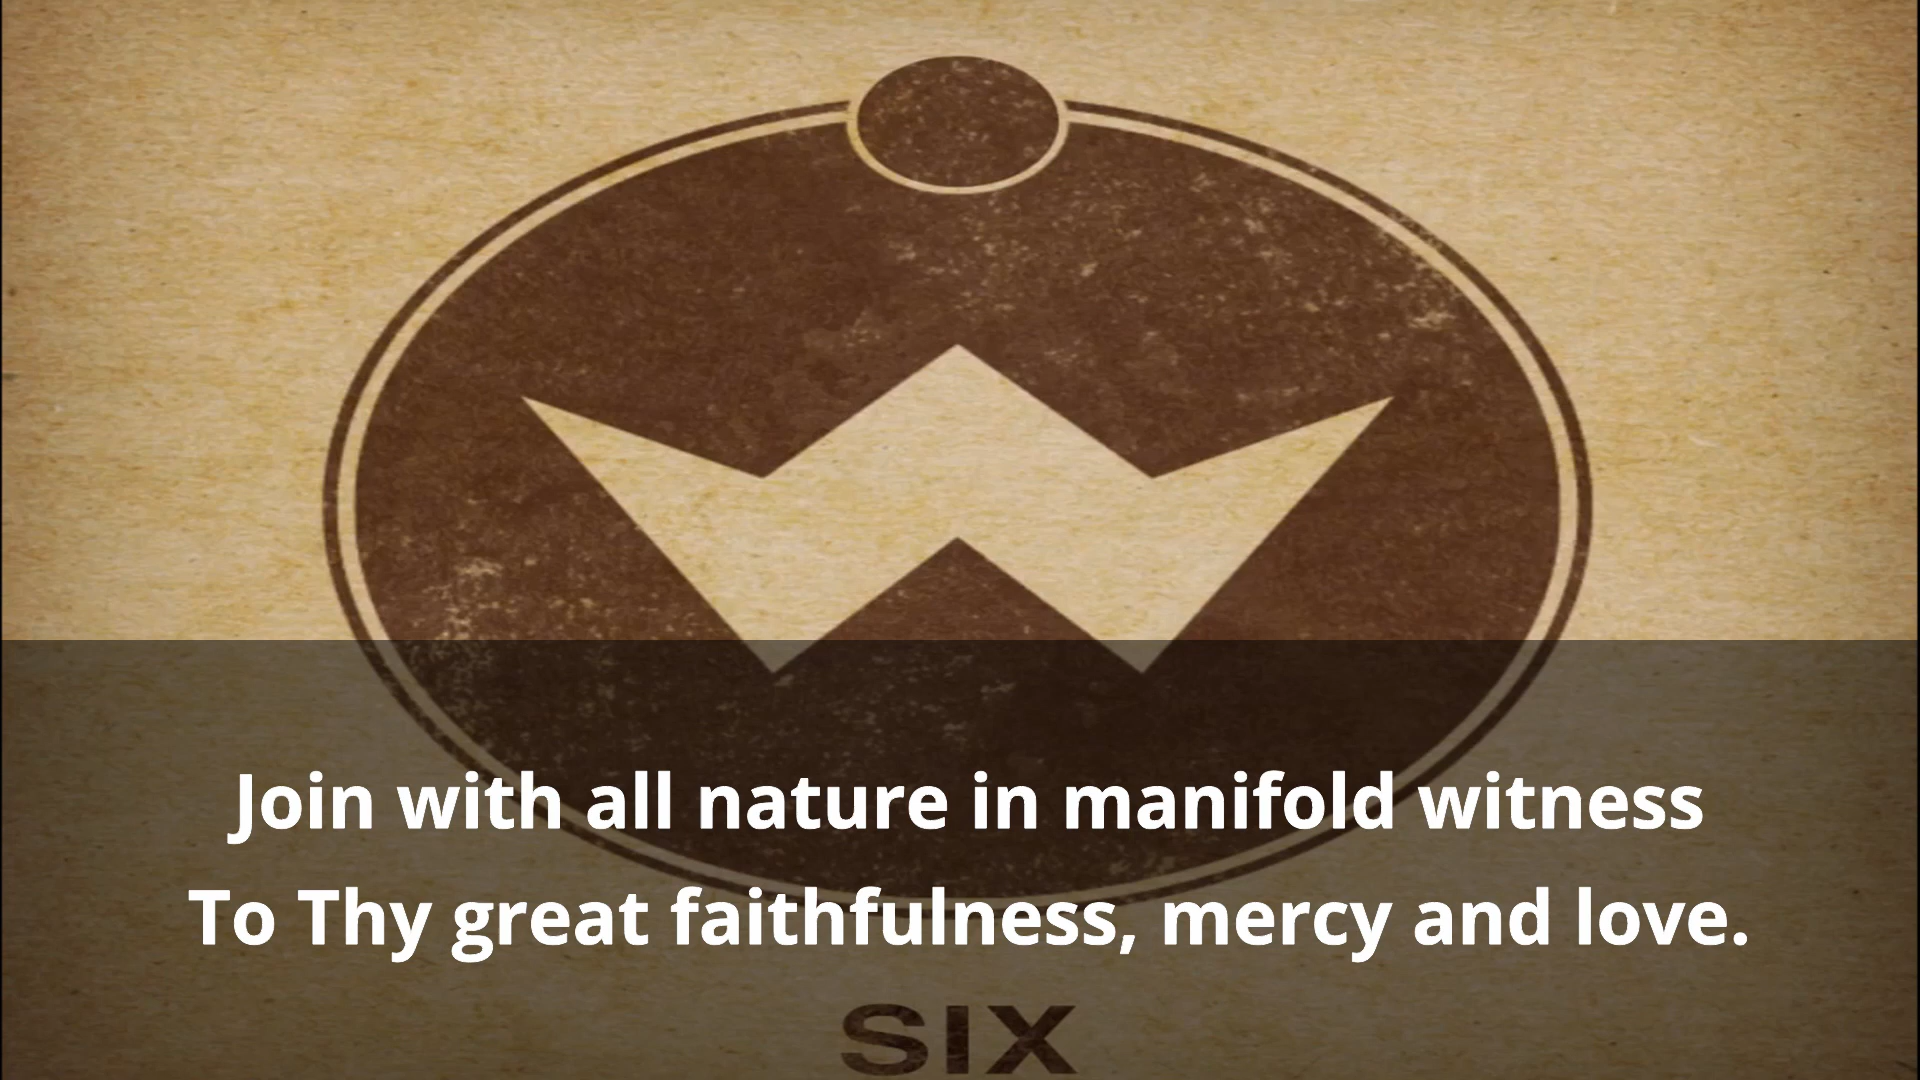 Join with all nature in manifold witness
To Thy great faithfulness, mercy and love.
SIX